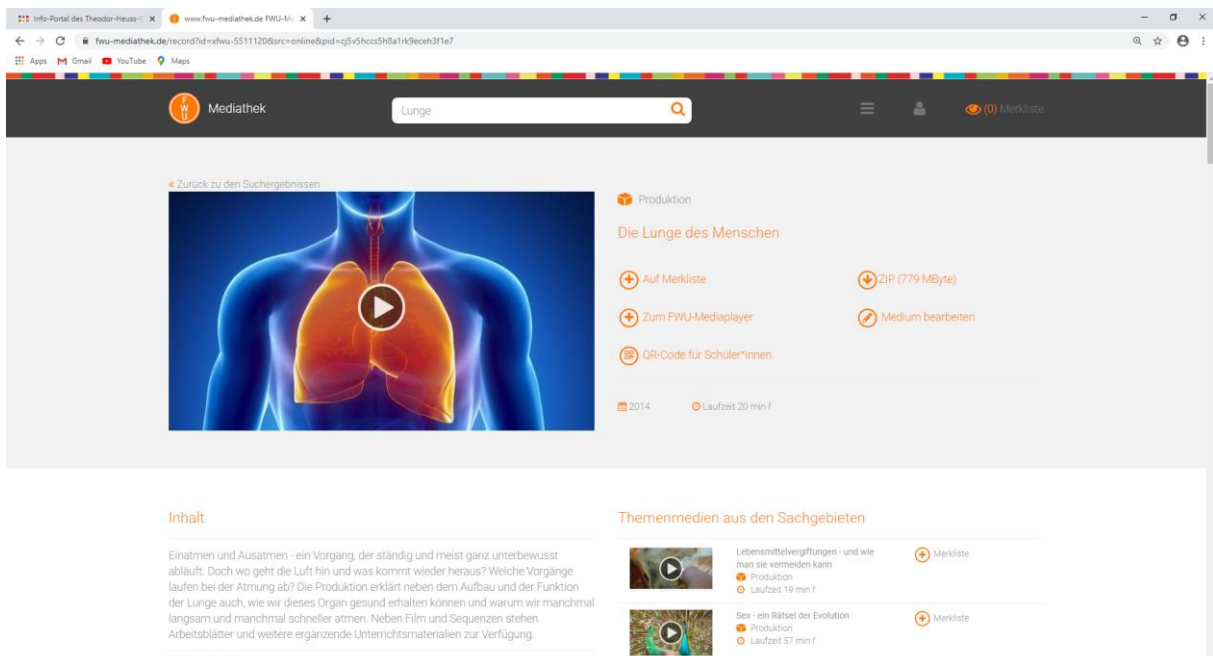 Info-Portal des Theodor-Heuss-G
www.fwu-mediathek.de FWU-Me
fwu-mediathek.de/record?id=xfwu-5511120&src=online&pid=cj5v5hccs5h8a1rk9eceh3f1e7
Apps Gmail YouTube Maps
FWU Mediathek
Lunge
(0) Merkliste
« Zurück zu den Suchergebnissen
Produktion
Die Lunge des Menschen
Auf Merkliste
ZIP (779 MByte)
Zum FWU-Mediaplayer
Medium bearbeiten
QR-Code für Schüler*innen
2014 Laufzeit 20 min f
Inhalt
Einatmen und Ausatmen - ein Vorgang, der ständig und meist ganz unterbewusst
abläuft. Doch wo geht die Luft hin und was kommt wieder heraus? Welche Vorgänge
laufen bei der Atmung ab? Die Produktion erklärt neben dem Aufbau und der Funktion
der Lunge auch, wie wir dieses Organ gesund erhalten können und warum wir manchmal
langsam und manchmal schneller atmen. Neben Film und Sequenzen stehen
Arbeitsblätter und weitere ergänzende Unterrichtsmaterialien zur Verfügung.
Themenmedien aus den Sachgebieten
Lebensmittelvergiftungen - und wie
man sie vermeiden kann
Produktion
Laufzeit 19 min f
Merkliste
Sex - ein Rätsel der Evolution
Produktion
Laufzeit 57 min f
Merkliste